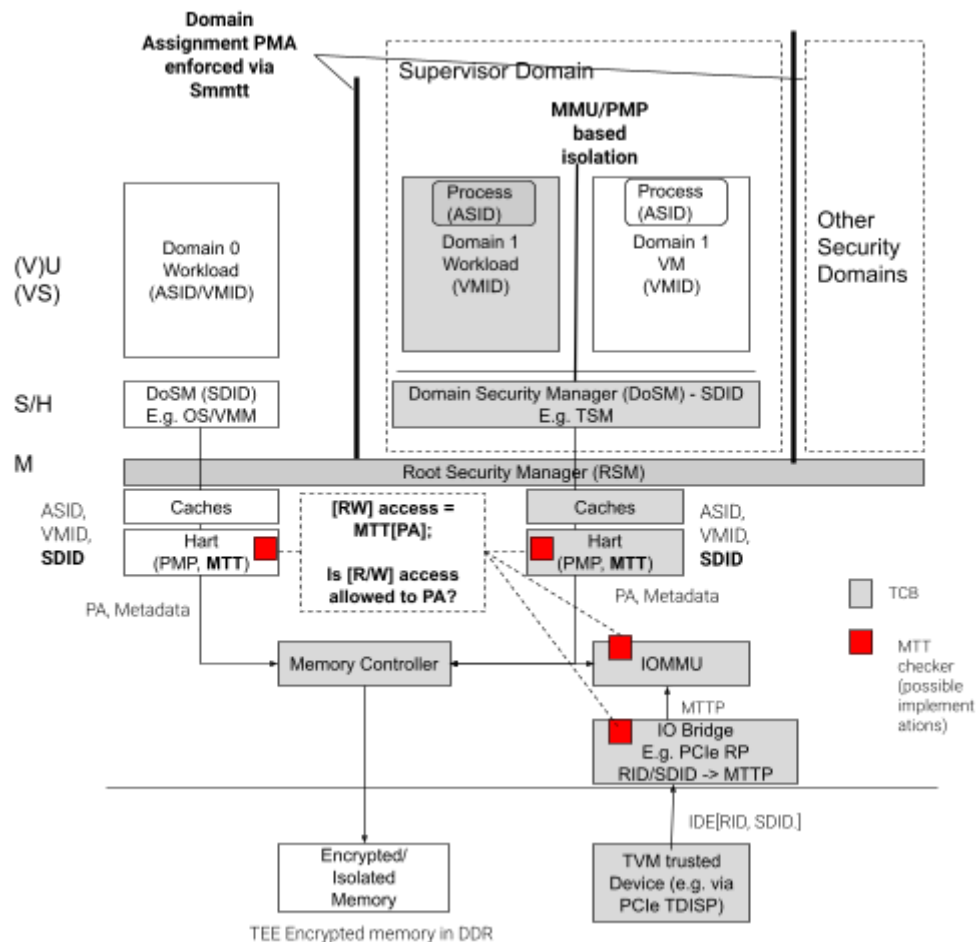 Domain
Assignment PMA
enforced via
Smmtt
Supervisor Domain
MMU/PMP
based
isolation
Process
(ASID)
Process
(ASID)
Domain 0
Workload
(ASID/VMID)
Domain 1
Workload
(VMID)
Domain 1
VM
(VMID)
Other
Security
Domains
(V)U
(VS)
S/H
DoSM (SDID)
E.g. OS/VMM
Domain Security Manager (DoSM) - SDID
E.g. TSM
M
Root Security Manager (RSM)
ASID,
VMID,
SDID
Caches
Hart
(PMP, MTT)
[RW] access =
MTT[PA];
Is [R/W] access
allowed to PA?
Caches
Hart
(PMP, MTT)
ASID,
VMID,
SDID
PA, Metadata
PA, Metadata
TCB
MTT
checker
(possible
implement
ations)
Memory Controller
IOMMU
MTTP
IO Bridge
E.g. PCIe RP
RID/SDID -> MTTP
IDE[RID, SDID.]
Encrypted/
Isolated
Memory
TVM trusted
Device (e.g. via
PCIe TDISP)
TEE Encrypted memory in DDR